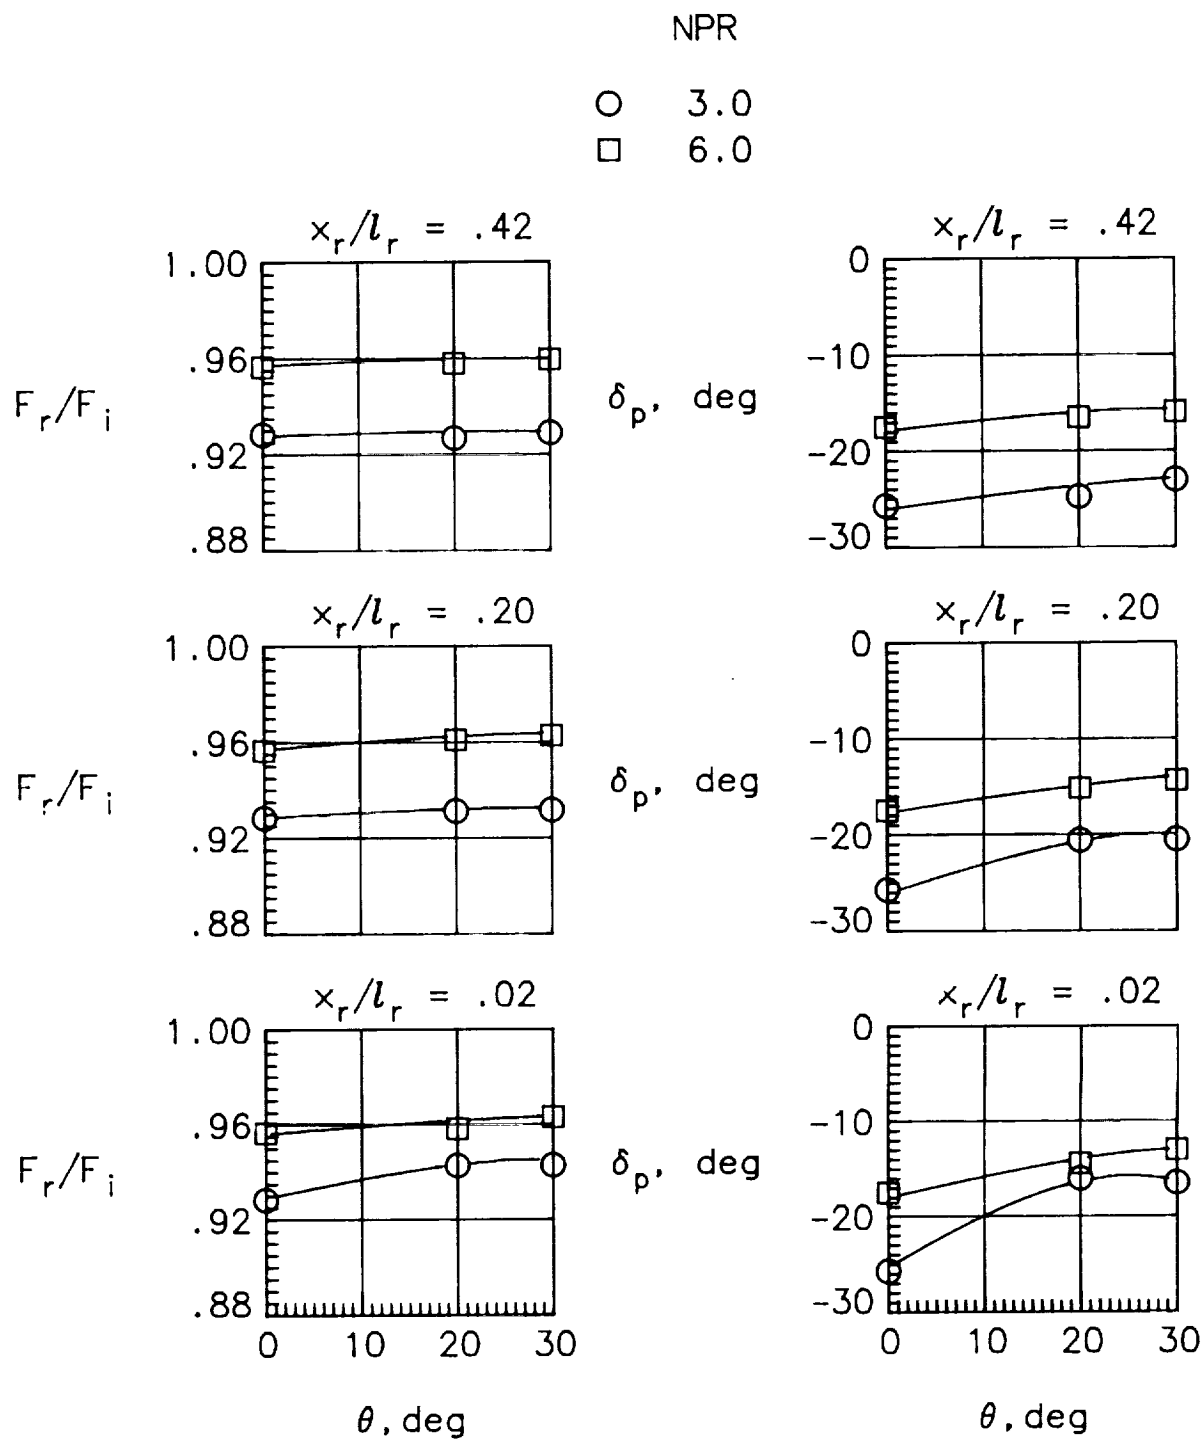 NPR
○ 3.0
□ 6.0
x_r/l_r = .42
x_r/l_r = .42
1.00
.96
.92
.88
F_r/F_i
0
-10
-20
-30
δ_p, deg
x_r/l_r = .20
x_r/l_r = .20
1.00
.96
.92
.88
F_r/F_i
0
-10
-20
-30
δ_p, deg
x_r/l_r = .02
x_r/l_r = .02
1.00
.96
.92
.88
F_r/F_i
0
-10
-20
-30
δ_p, deg
0 10 20 30
0 10 20 30
θ, deg
θ, deg